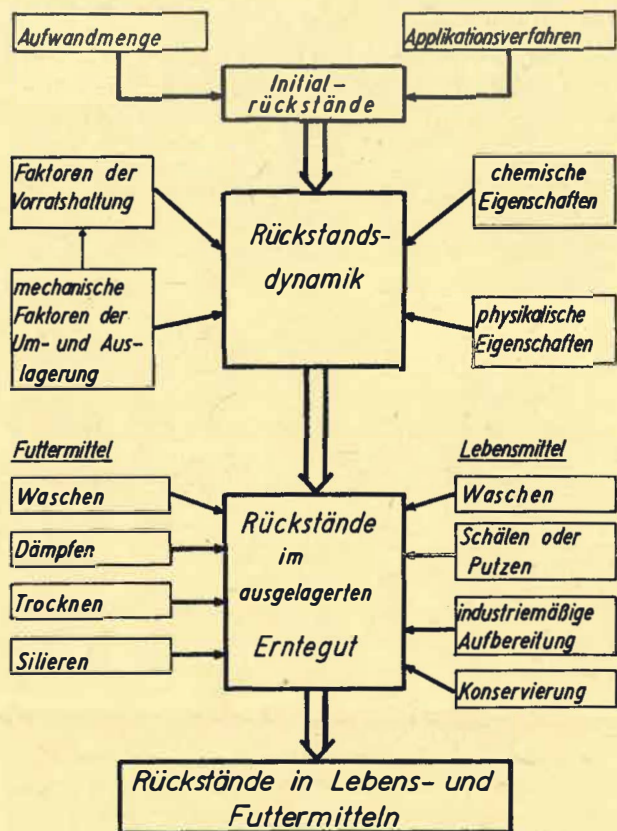 Aufwandmenge
Applikationsverfahren
Initial-
rückstände
Faktoren der
Vorratshaltung
chemische
Eigenschaften
Rückstands-
dynamik
mechanische
Faktoren der
Um- und Aus-
lagerung
physikalische
Eigenschaften
Futtermittel
Waschen
Dämpfen
Trocknen
Silieren
Lebensmittel
Waschen
Schälen oder
Putzen
industriemäßige
Aufbereitung
Konservierung
Rückstände
im
ausgelagerten
Erntegut
Rückstände in Lebens- und
Futtermitteln